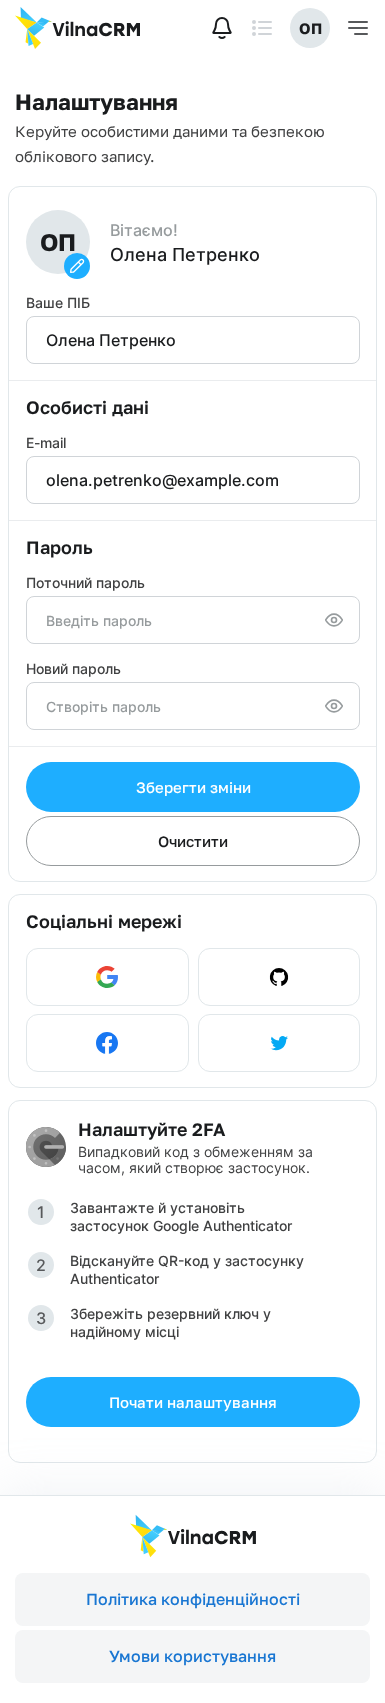 VilnaCRM
ОП
Налаштування
Керуйте особистими даними та безпекою
облікового запису.
ОП
Вітаємо!
Олена Петренко
Ваше ПІБ
Олена Петренко
Особисті дані
E-mail
olena.petrenko@example.com
Пароль
Поточний пароль
Введіть пароль
Новий пароль
Створіть пароль
Зберегти зміни
Очистити
Соціальні мережі
Налаштуйте 2FA
Випадковий код з обмеженням за
часом, який створює застосунок.
1
Завантажте й установіть
застосунок Google Authenticator
2
Відскануйте QR-код у застосунку
Authenticator
3
Збережіть резервний ключ у
надійному місці
Почати налаштування
VilnaCRM
Політика конфіденційності
Умови користування